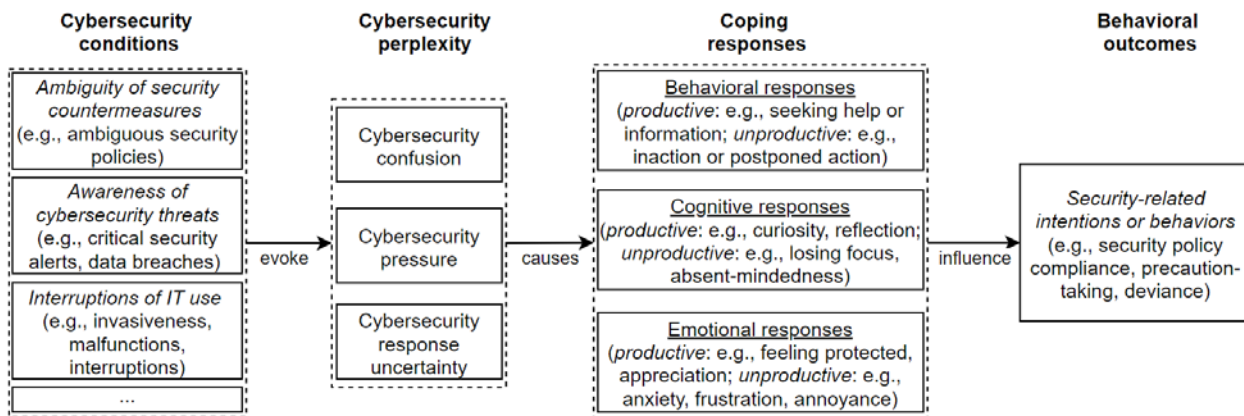 Cybersecurity
conditions
Cybersecurity
perplexity
Coping
responses
Behavioral
outcomes
Ambiguity of security
countermeasures
(e.g., ambiguous security
policies)
Awareness of
cybersecurity threats
(e.g., critical security
alerts, data breaches)
Interruptions of IT use
(e.g., invasiveness,
malfunctions,
interruptions)
...
evoke
Cybersecurity
confusion
Cybersecurity
pressure
Cybersecurity
response
uncertainty
causes
Behavioral responses
(productive: e.g., seeking help or
information; unproductive: e.g.,
inaction or postponed action)
Cognitive responses
(productive: e.g., curiosity, reflection;
unproductive: e.g., losing focus,
absent-mindedness)
Emotional responses
(productive: e.g., feeling protected,
appreciation; unproductive: e.g.,
anxiety, frustration, annoyance)
influence
Security-related
intentions or behaviors
(e.g., security policy
compliance, precaution-
taking, deviance)